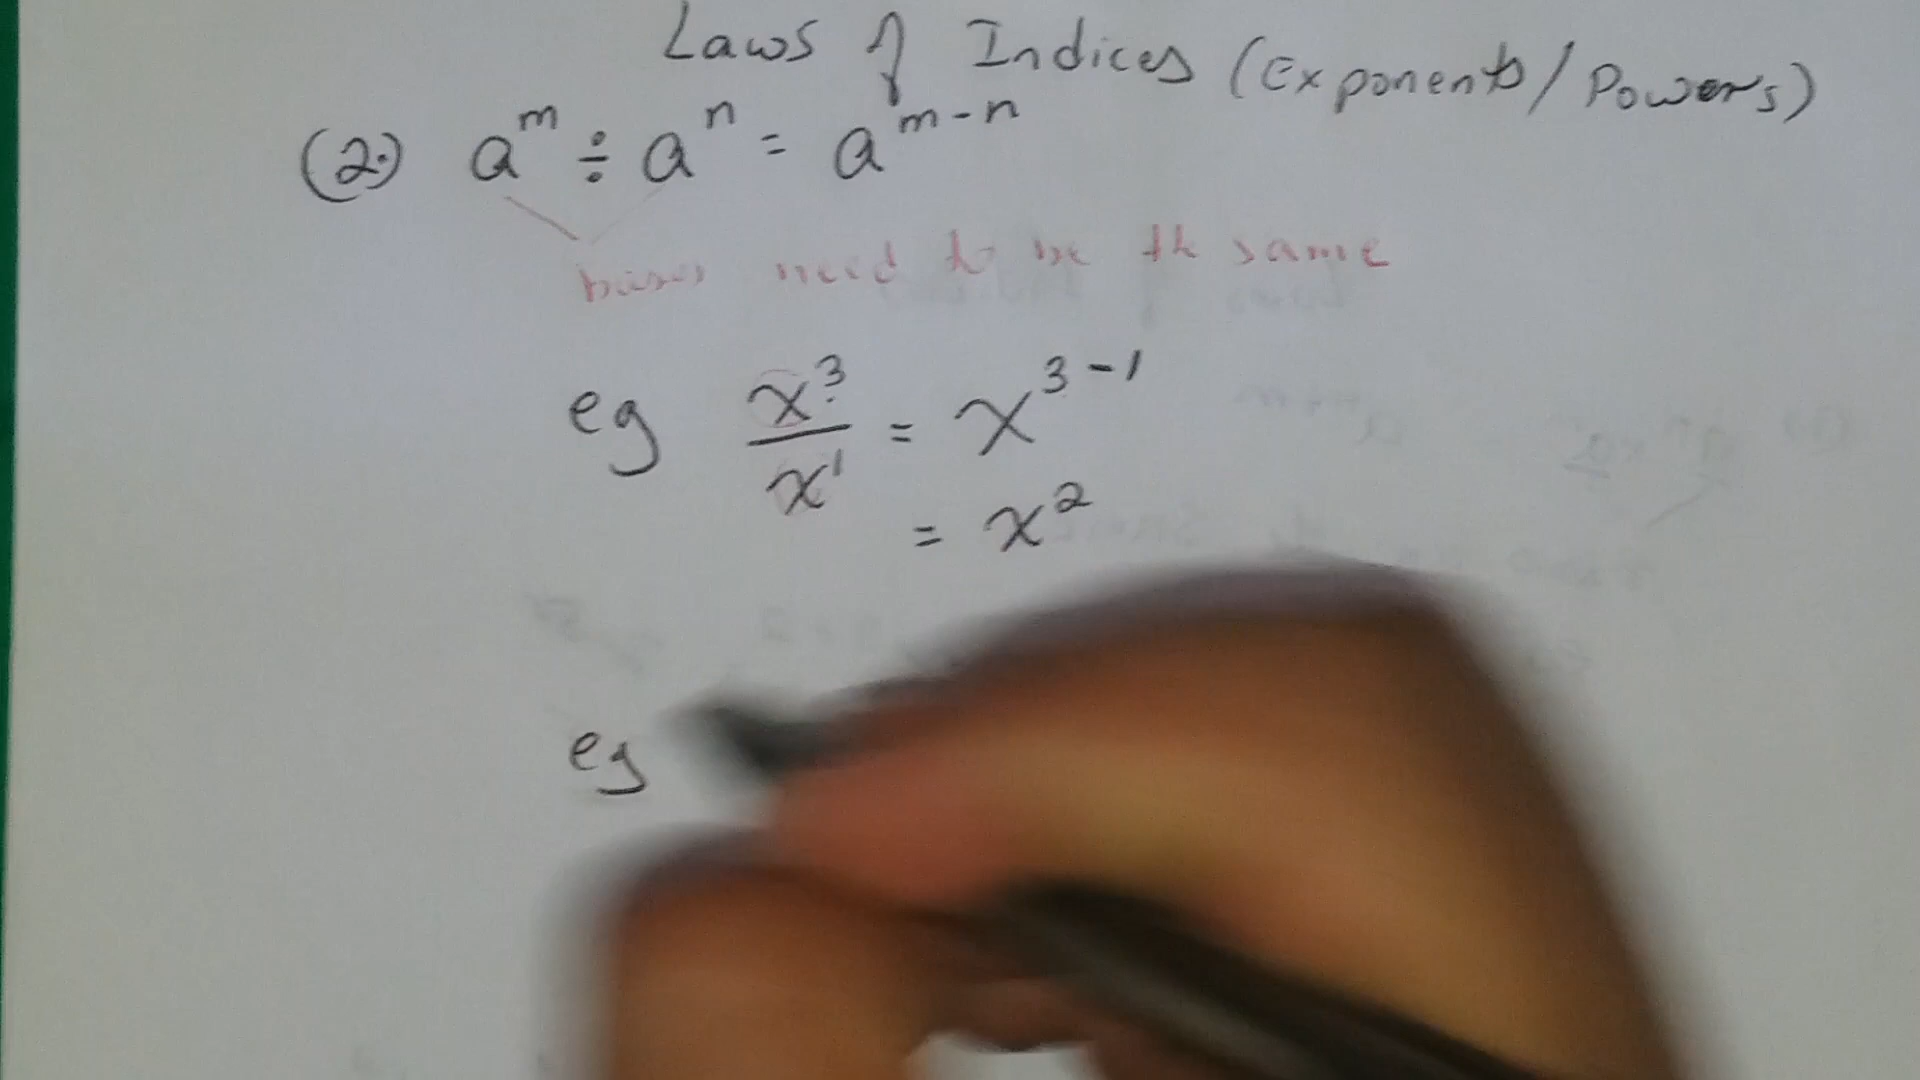 Laws of Indices (Exponents/Powers)
(2.) a^m ÷ a^n = a^(m-n)
bases need to be the same
eg x^3/x^1 = x^(3-1)
= x^2
eg